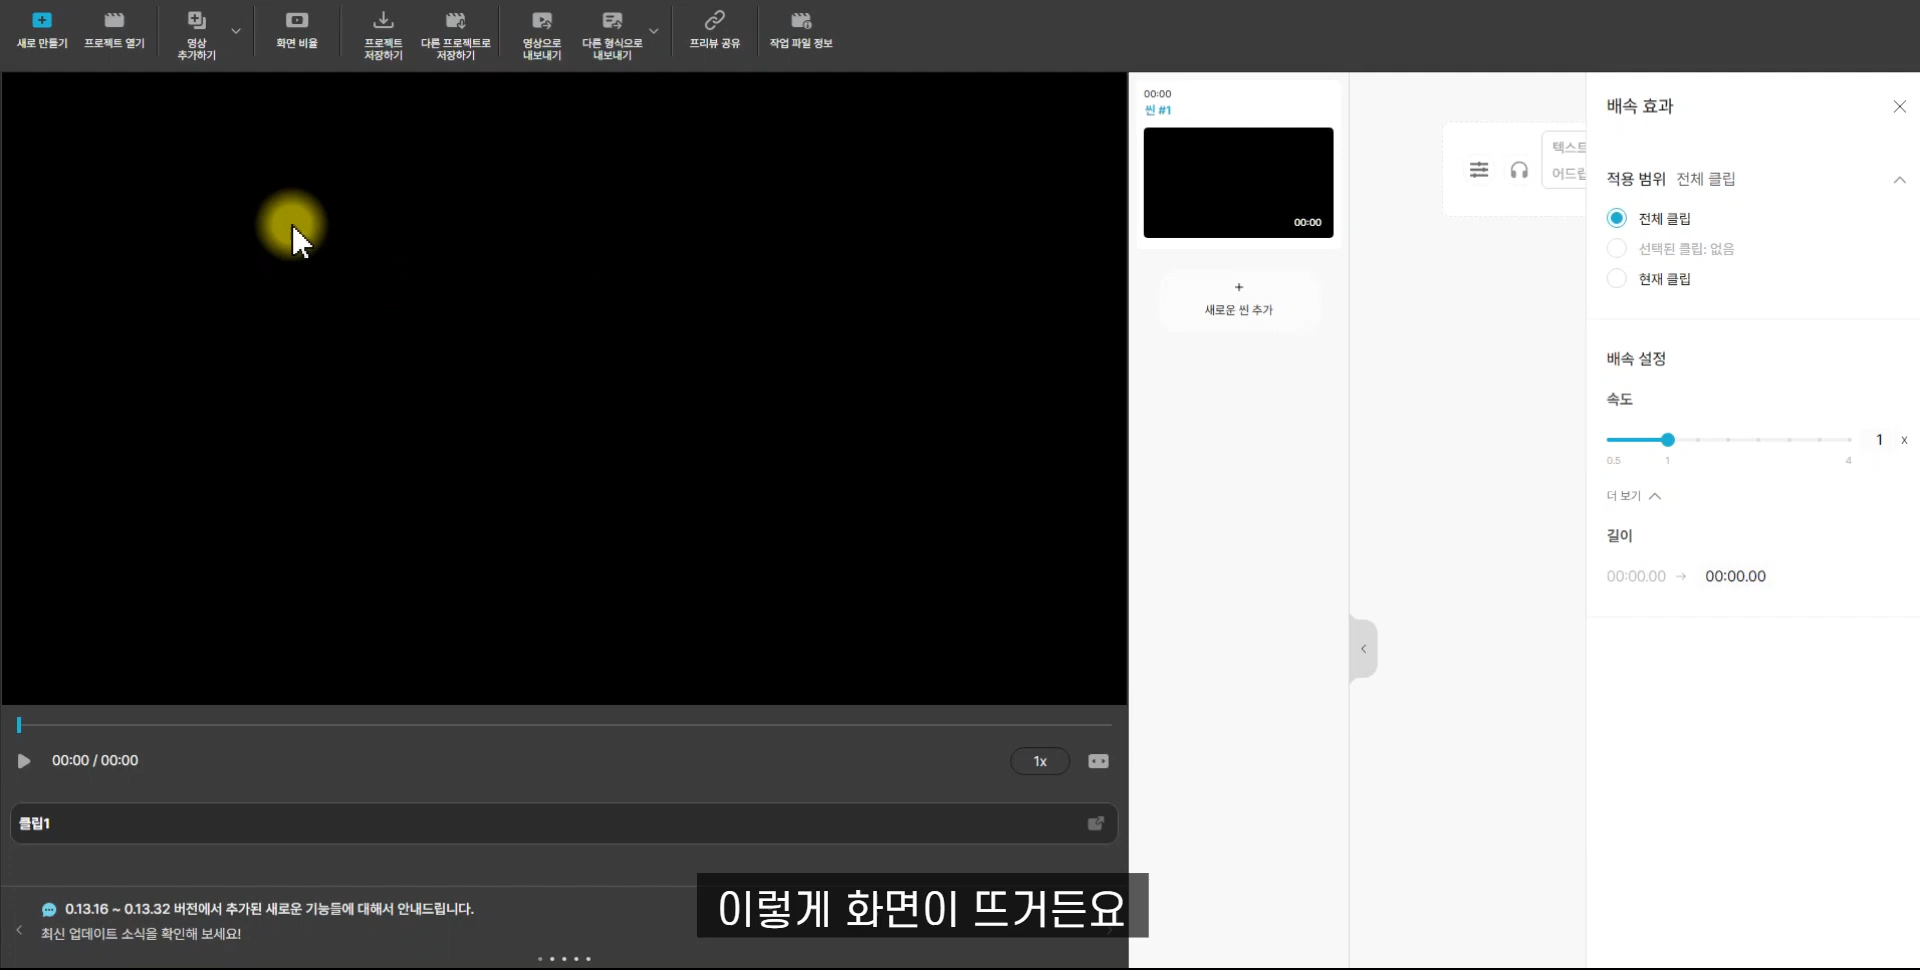 새로 만들기
프로젝트 열기
영상
추가하기
화면 비율
프로젝트
저장하기
다른 프로젝트로
저장하기
영상으로
내보내기
다른 형식으로
내보내기
프리뷰 공유
작업 파일 정보
00:00
씬 #1
00:00
+
새로운 씬 추가
텍스트
어드립
배속 효과
적용 범위 전체 클립
전체 클립
선택된 클립: 없음
현재 클립
배속 설정
속도
1 x
0.5 1 4
더 보기
길이
00:00.00 → 00:00.00
00:00 / 00:00
1x
클립1
0.13.16 ~ 0.13.32 버전에서 추가된 새로운 기능들에 대해서 안내드립니다.
최신 업데이트 소식을 확인해 보세요!
이렇게 화면이 뜨거든요